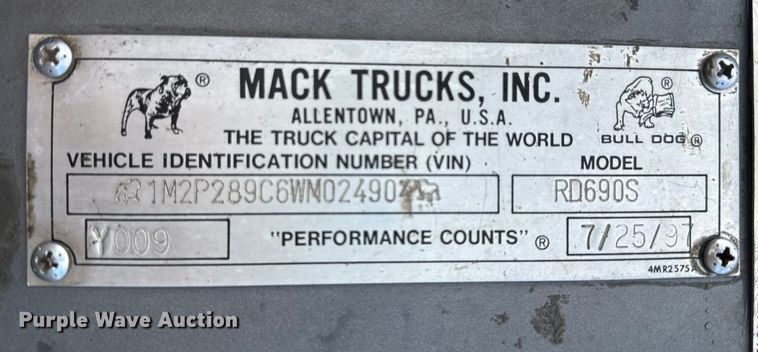 MACK TRUCKS, INC.
ALLENTOWN, PA., U.S.A.
THE TRUCK CAPITAL OF THE WORLD
BULL DOG ®
VEHICLE IDENTIFICATION NUMBER (VIN) MODEL
1M2P289C6WM024904 RD690S
Y009 "PERFORMANCE COUNTS" ® 7/25/97
4MR2575A
Purple Wave Auction